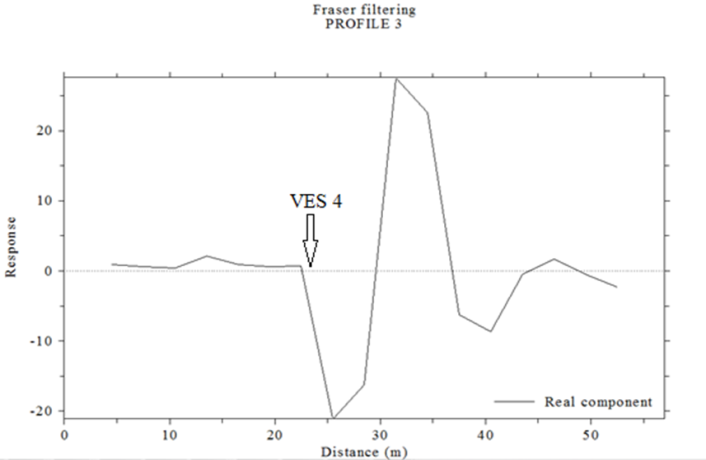 Fraser filtering
PROFILE 3
20
10
0
-10
-20
Response
VES 4
Real component
0
10
20
30
40
50
Distance (m)